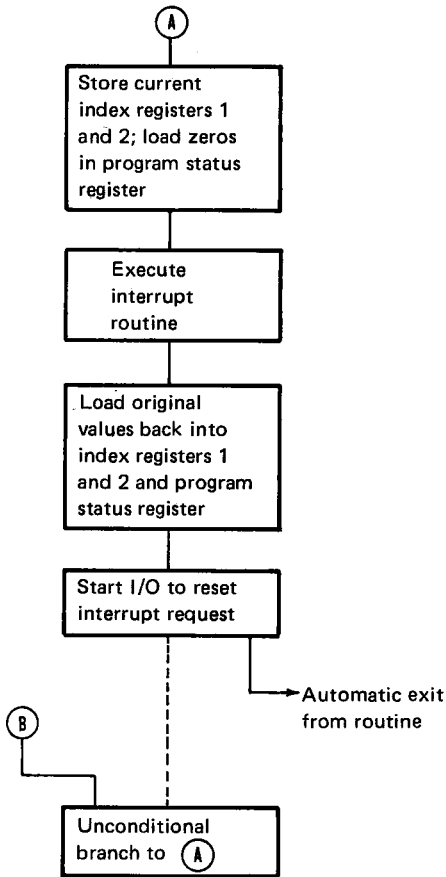 A
Store current
index registers 1
and 2; load zeros
in program status
register
Execute
interrupt
routine
Load original
values back into
index registers 1
and 2 and program
status register
Start I/O to reset
interrupt request
Automatic exit
from routine
B
Unconditional
branch to A